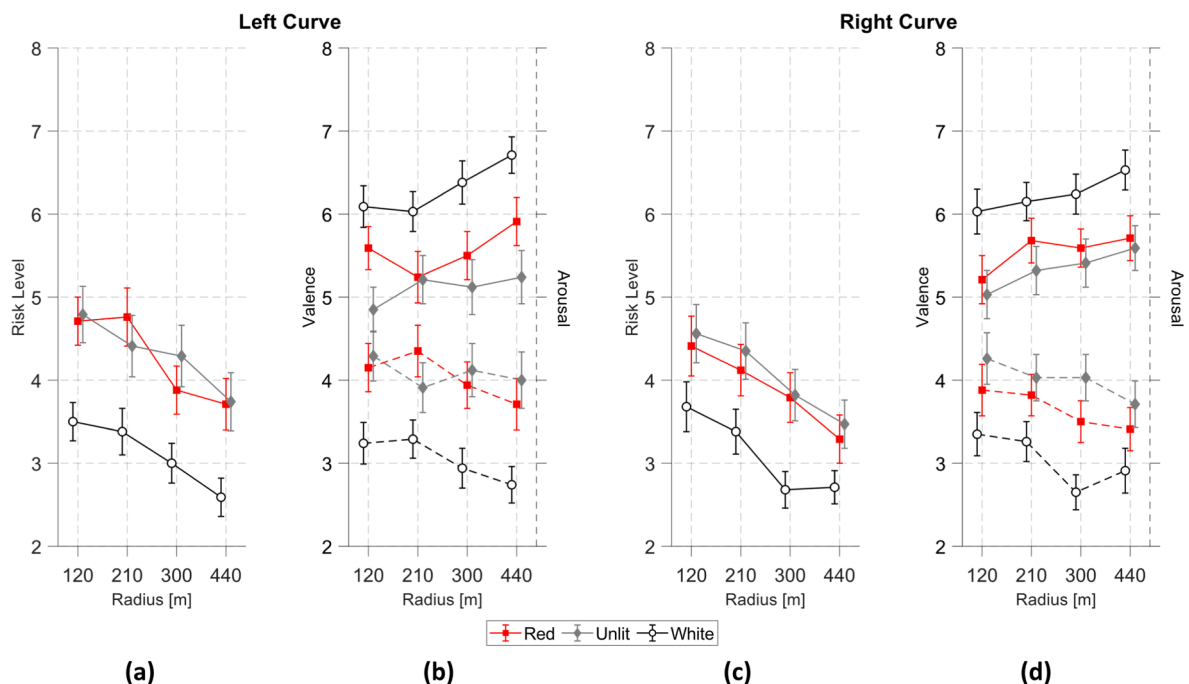 Left Curve
Right Curve
8
7
6
5
4
3
2
Risk Level
120 210 300 440
Radius [m]
8
7
6
5
4
3
2
Valence
Arousal
120 210 300 440
Radius [m]
8
7
6
5
4
3
2
Risk Level
120 210 300 440
Radius [m]
8
7
6
5
4
3
2
Valence
Arousal
120 210 300 440
Radius [m]
Red Unlit White
(a) (b) (c) (d)